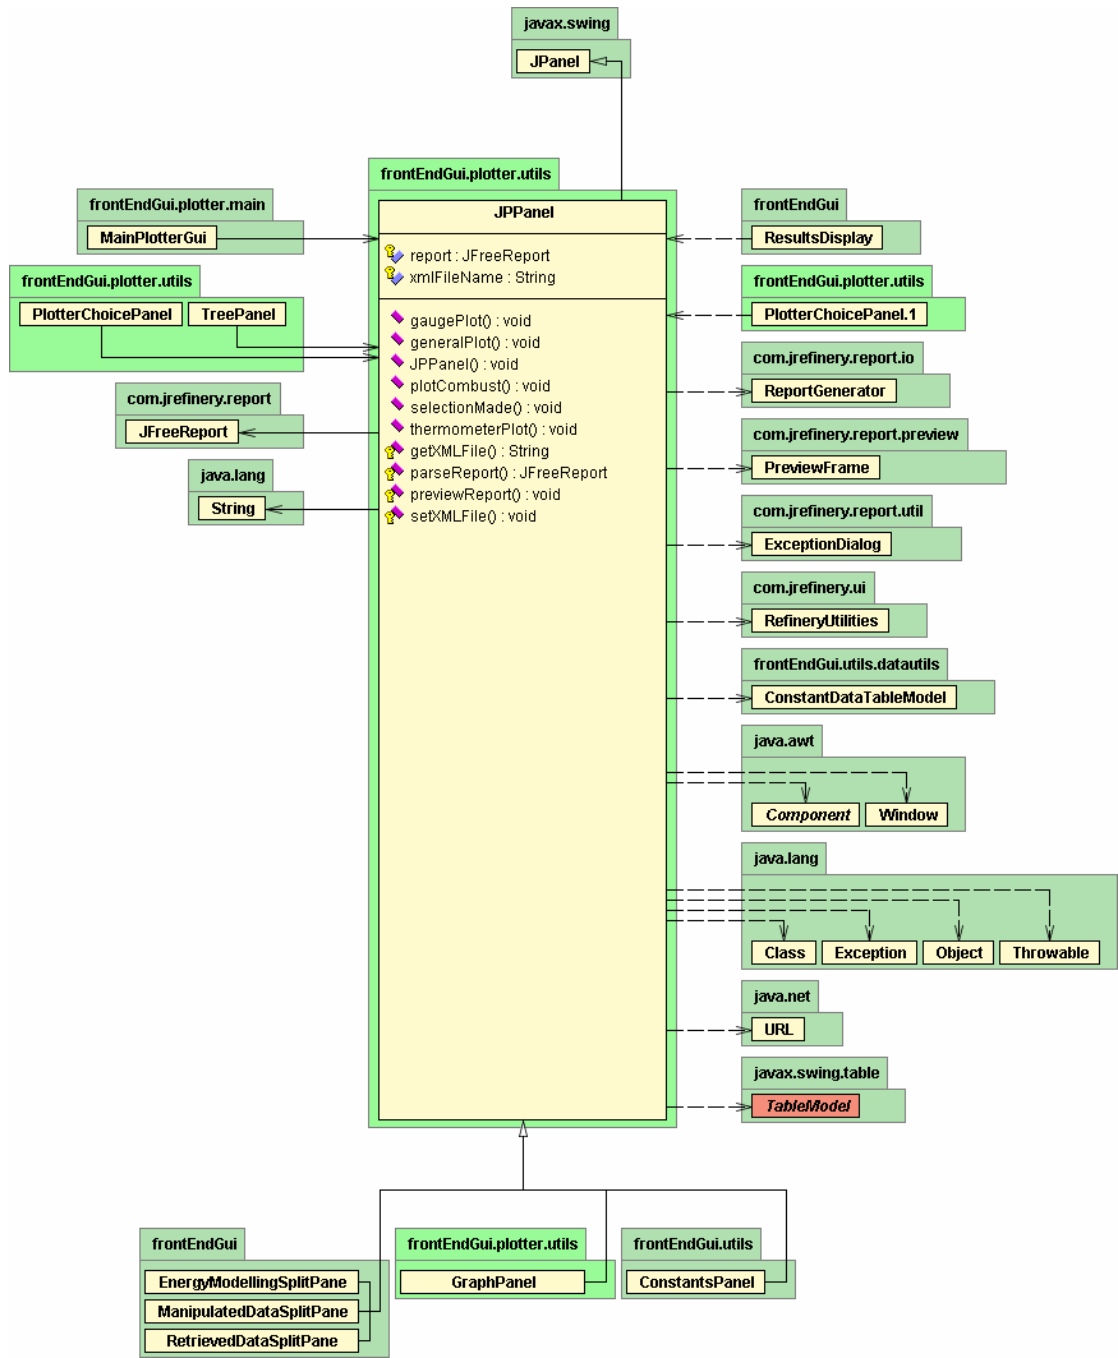 javax.swing
JPanel
frontEndGui.plotter.utils
JPPanel
report : JFreeReport
xmlFileName : String
gaugePlot() : void
generalPlot() : void
JPPanel() : void
plotCombust() : void
selectionMade() : void
thermometerPlot() : void
getXMLFile() : String
parseReport() : JFreeReport
previewReport() : void
setXMLFile() : void
frontEndGui.plotter.main
MainPlotterGui
frontEndGui.plotter.utils
PlotterChoicePanel TreePanel
com.jrefinery.report
JFreeReport
java.lang
String
frontEndGui
ResultsDisplay
frontEndGui.plotter.utils
PlotterChoicePanel.1
com.jrefinery.report.io
ReportGenerator
com.jrefinery.report.preview
PreviewFrame
com.jrefinery.report.util
ExceptionDialog
com.jrefinery.ui
RefineryUtilities
frontEndGui.utils.datautils
ConstantDataTableModel
java.awt
Component Window
java.lang
Class Exception Object Throwable
java.net
URL
javax.swing.table
TableModel
frontEndGui
EnergyModellingSplitPane
ManipulatedDataSplitPane
RetrievedDataSplitPane
frontEndGui.plotter.utils
GraphPanel
frontEndGui.utils
ConstantsPanel